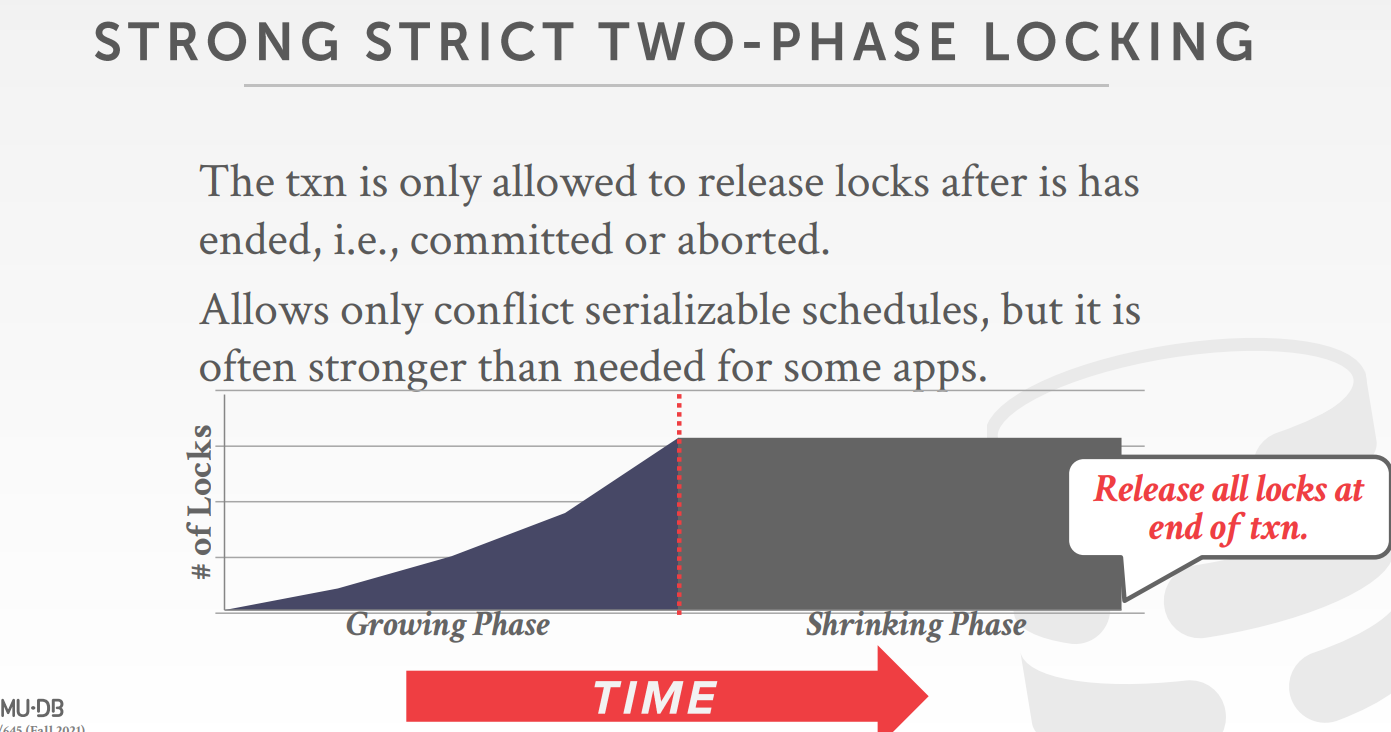 STRONG STRICT TWO-PHASE LOCKING
The txn is only allowed to release locks after is has
ended, i.e., committed or aborted.
Allows only conflict serializable schedules, but it is
often stronger than needed for some apps.
# of Locks
Release all locks at
end of txn.
Growing Phase
Shrinking Phase
TIME
MU·DB
/645 (Fall 2021)